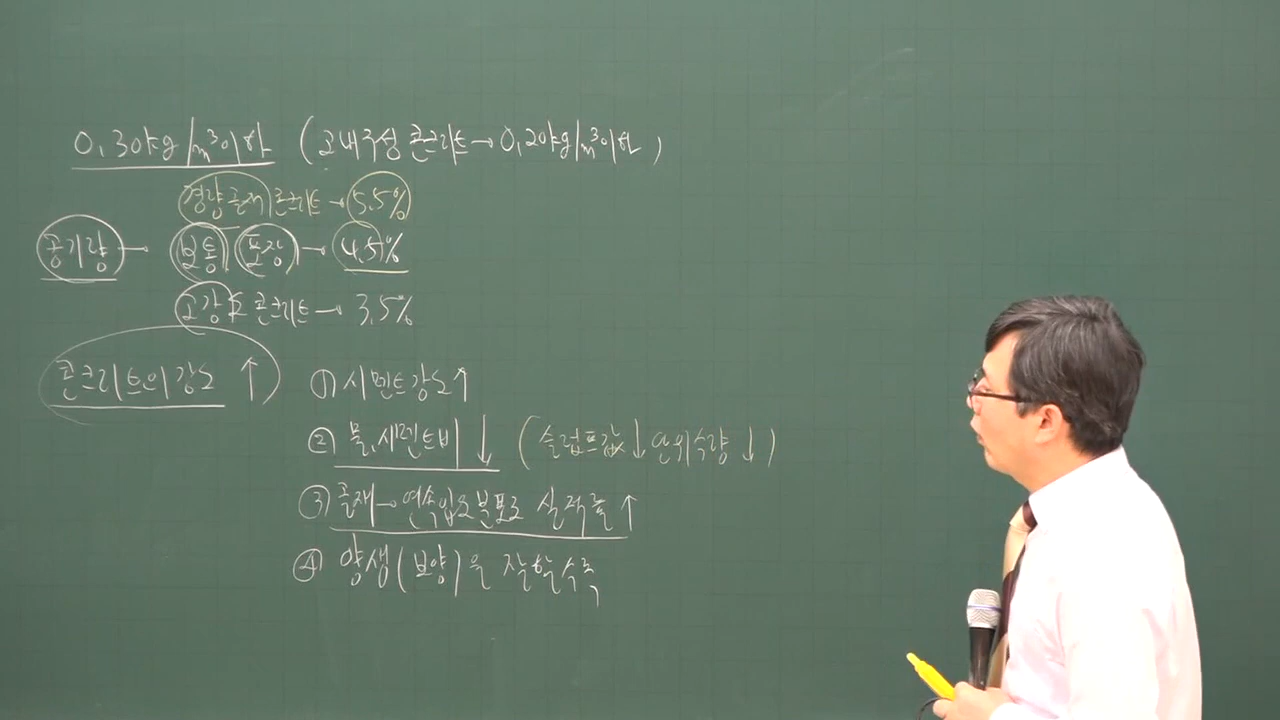 0,30kg/m³이하 (고내구성 콘크리트→0,20kg/m³이하)
경량골재콘크리트→5.5%
공기량→ 보통 포장→4.5%
고강도콘크리트→3.5%
콘크리트의강도↑ ①시멘트강도↑
②물,시멘트비↓ (슬럼프값↓단위수량↓)
③골재→연속입도분포로 실적률↑
④양생(보양)을 잘할수록